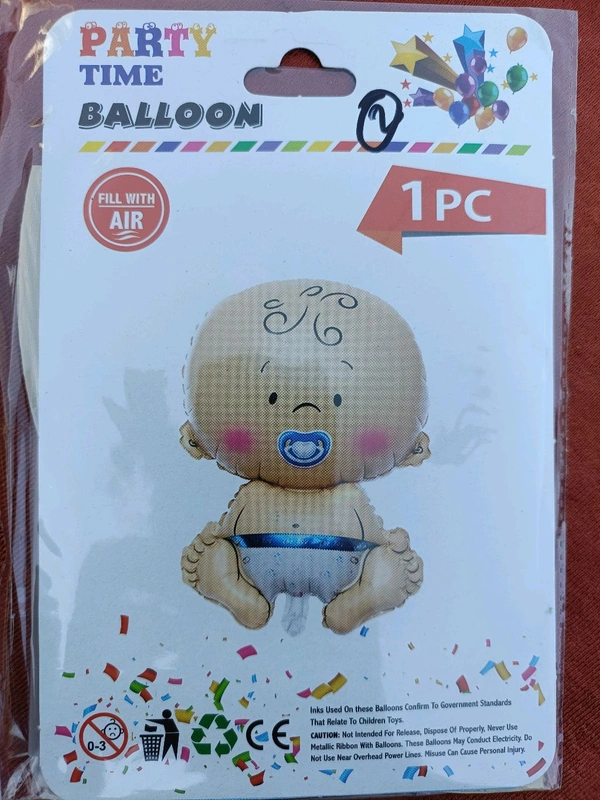 PARTY
TIME
BALLOON
FILL WITH
AIR
1 PC
0-3
CE
Inks Used On these Balloons Confirm To Government Standards
That Relate To Children Toys.
CAUTION: Not Intended For Release, Dispose Of Properly, Never Use
Metallic Ribbon With Balloons. These Balloons May Conduct Electricity. Do
Not Use Near Overhead Power Lines. Misuse Can Cause Personal Injury.